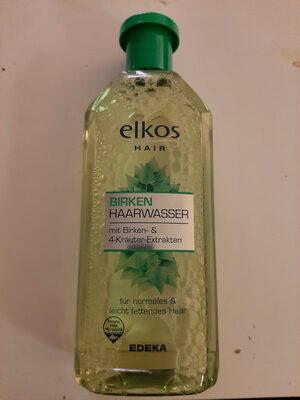 elkos
HAIR
BIRKEN
HAARWASSER
mit Birken- &
4-Kräuter-Extrakten
für normales &
leicht fettendes Haar
EDEKA